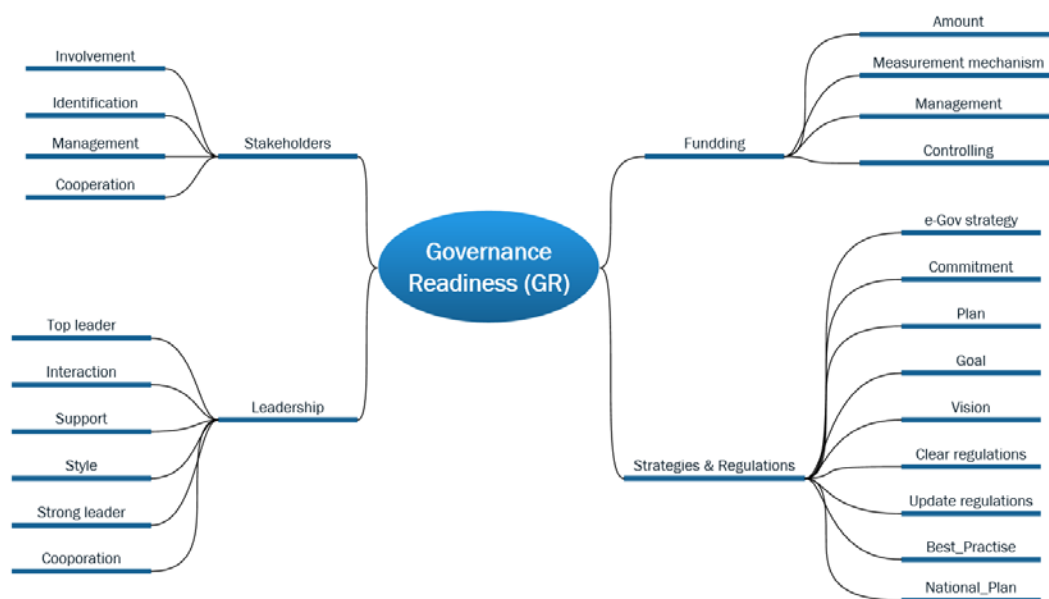 Governance
Readiness (GR)
Stakeholders
Involvement
Identification
Management
Cooperation
Leadership
Top leader
Interaction
Support
Style
Strong leader
Cooporation
Fundding
Amount
Measurement mechanism
Management
Controlling
Strategies & Regulations
e-Gov strategy
Commitment
Plan
Goal
Vision
Clear regulations
Update regulations
Best_Practise
National_Plan